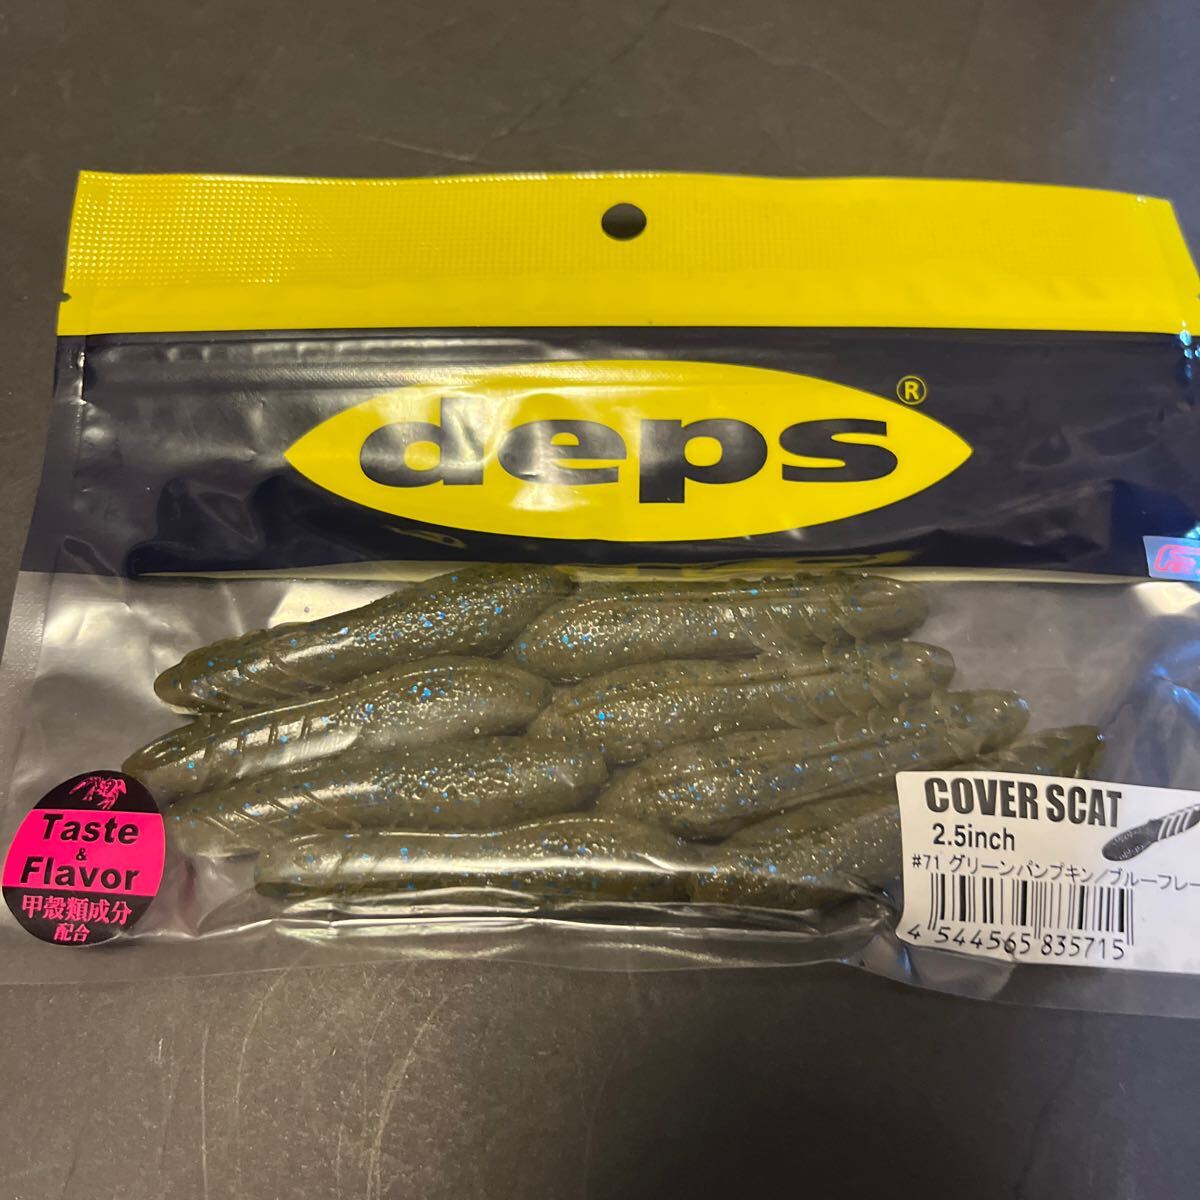 deps®
Taste
&
Flavor
甲殻類成分
配合
COVER SCAT
2.5inch
#71 グリーンパンプキン/ブルーフレー
4 544565 835715